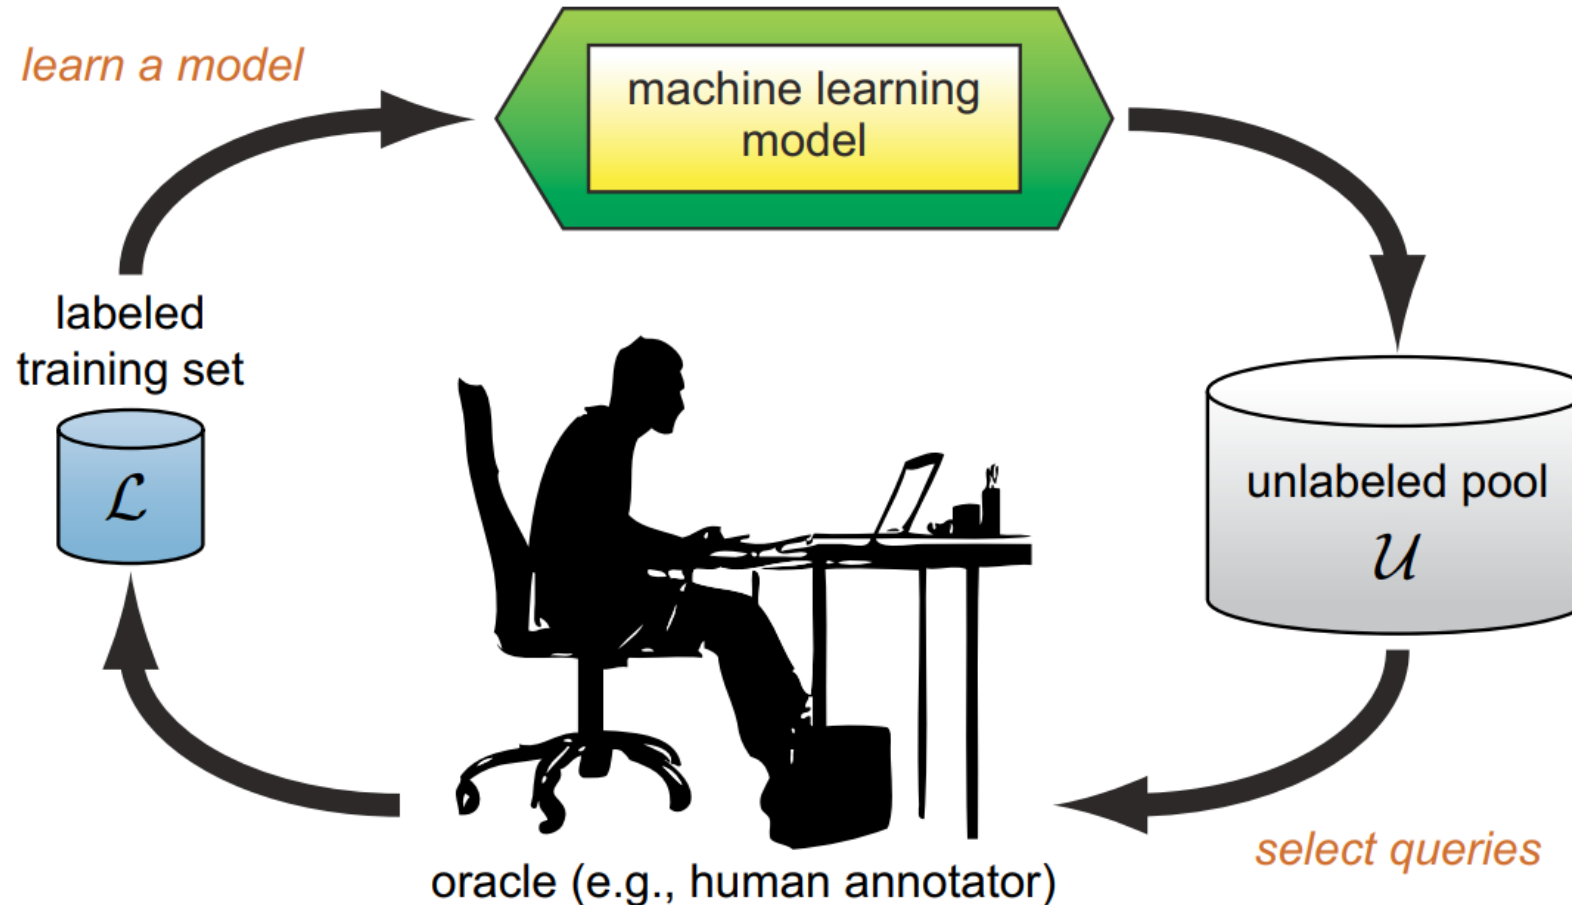 learn a model
machine learning
model
labeled
training set
ℒ
unlabeled pool
𝒰
select queries
oracle (e.g., human annotator)